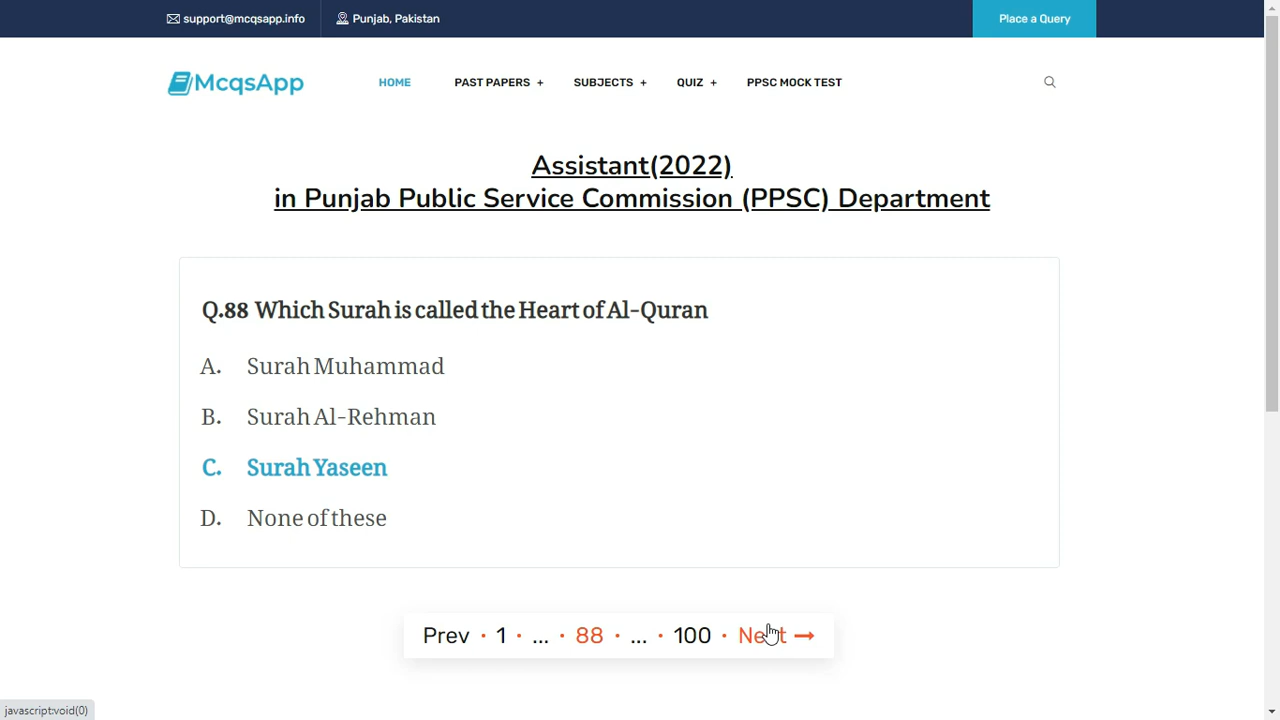 support@mcqsapp.info
Punjab, Pakistan
Place a Query
McqsApp
HOME
PAST PAPERS +
SUBJECTS +
QUIZ +
PPSC MOCK TEST
Assistant(2022)
in Punjab Public Service Commission (PPSC) Department
Q.88 Which Surah is called the Heart of Al-Quran
A. Surah Muhammad
B. Surah Al-Rehman
C. Surah Yaseen
D. None of these
Prev · 1 · ... · 88 · ... · 100 · Next →
javascript:void(0)